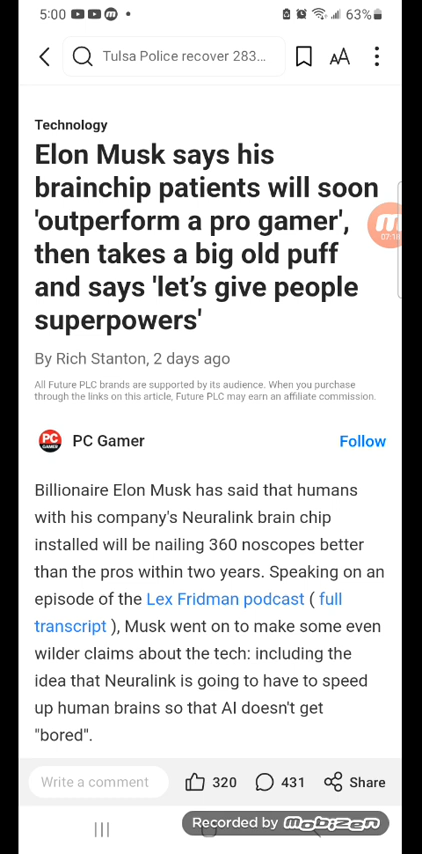 5:00
63%
Tulsa Police recover 283...
AA
Technology
Elon Musk says his
brainchip patients will soon
'outperform a pro gamer',
then takes a big old puff
and says 'let’s give people
superpowers'
07:18
By Rich Stanton, 2 days ago
All Future PLC brands are supported by its audience. When you purchase
through the links on this article, Future PLC may earn an affiliate commission.
PC
GAMER
PC Gamer
Follow
Billionaire Elon Musk has said that humans
with his company's Neuralink brain chip
installed will be nailing 360 noscopes better
than the pros within two years. Speaking on an
episode of the Lex Fridman podcast ( full
transcript ), Musk went on to make some even
wilder claims about the tech: including the
idea that Neuralink is going to have to speed
up human brains so that AI doesn't get
"bored".
Write a comment
320
431
Share
Recorded by mobizen